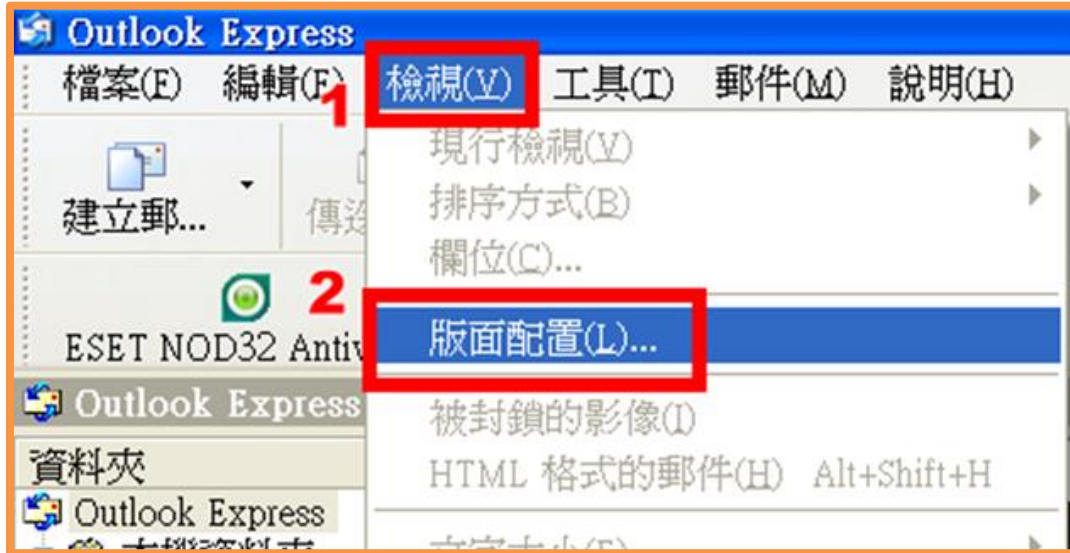 Outlook Express
檔案(F) 編輯(E) 檢視(V) 工具(T) 郵件(M) 說明(H)
1
現行檢視(V)
建立郵...
排序方式(B)
欄位(C)...
2
ESET NOD32
版面配置(L)...
Outlook Express
被封鎖的影像(I)
資料夾
HTML 格式的郵件(H) Alt+Shift+H
Outlook Express